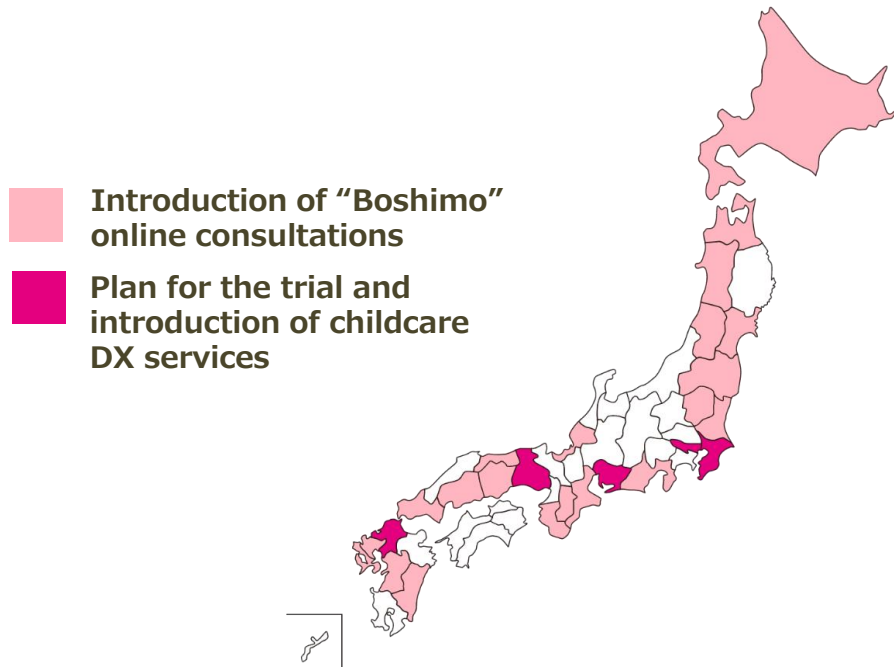 Introduction of “Boshimo”
online consultations
Plan for the trial and
introduction of childcare
DX services